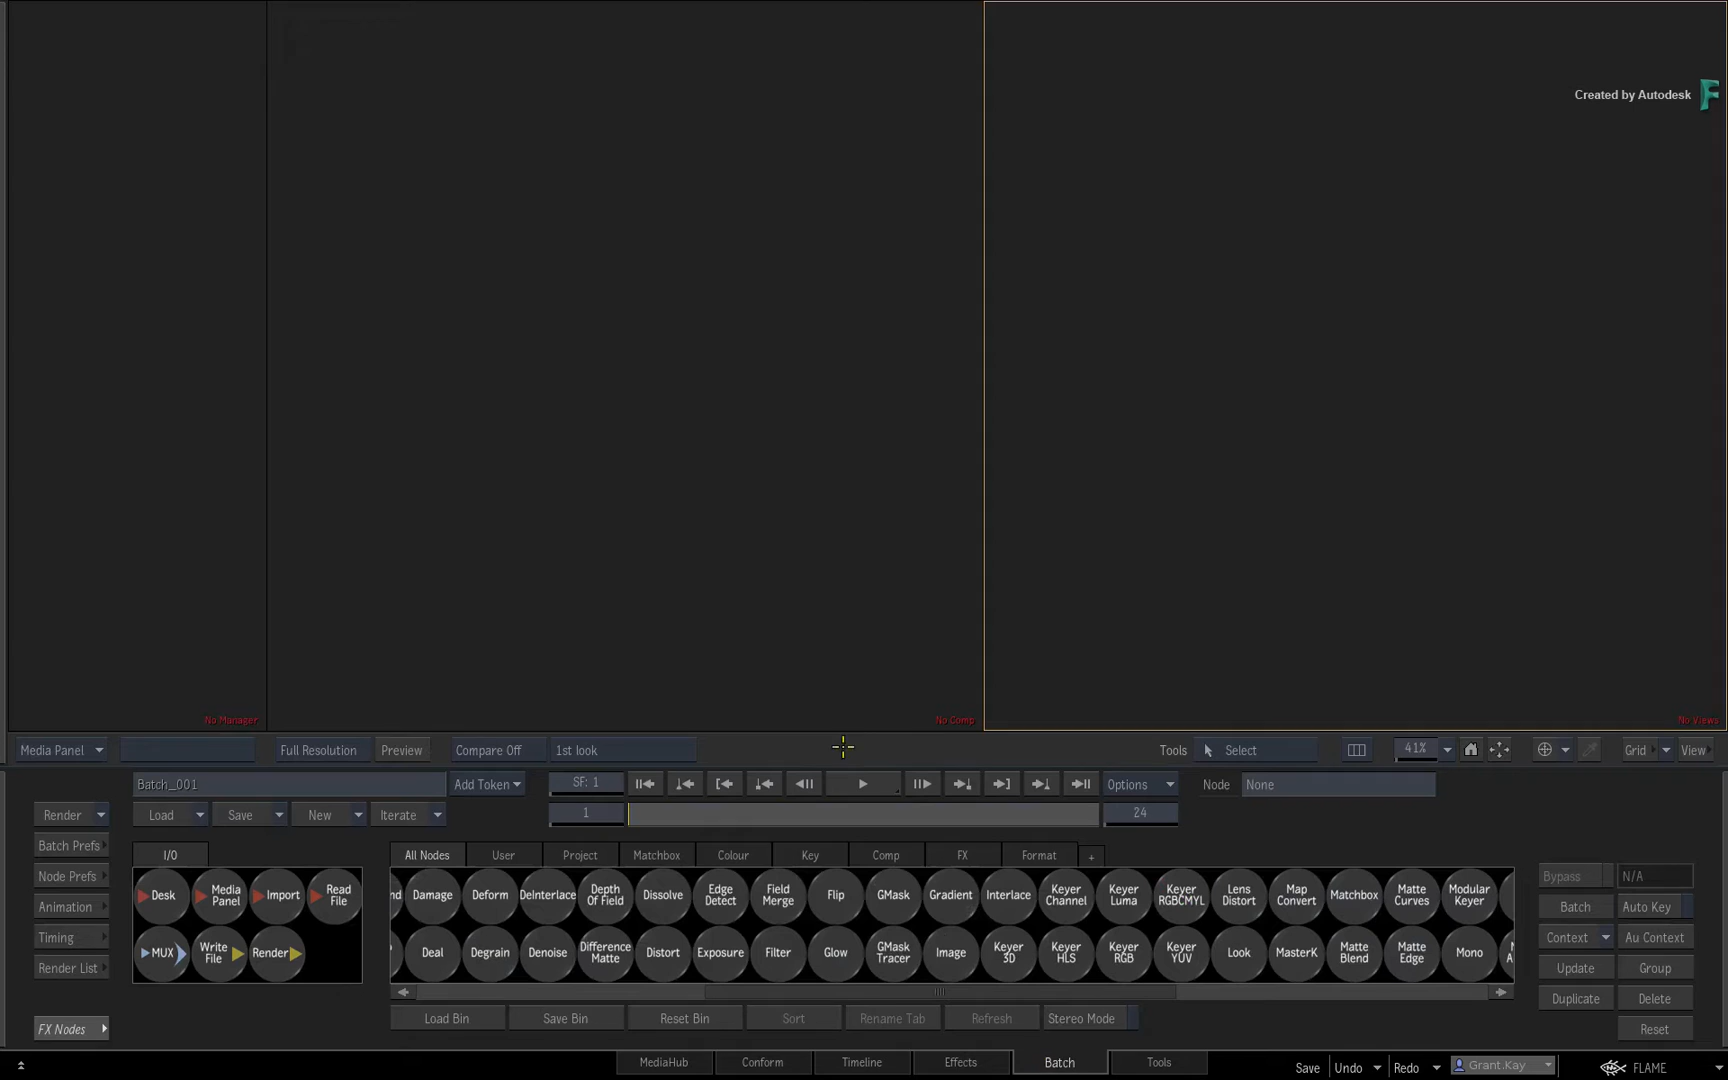 Created by Autodesk
No Manager
No Comp
No Views
Media Panel
Full Resolution
Preview
Compare Off
1st look
Tools
Select
41%
Grid
View
Batch_001
Add Token
SF: 1
Options
Node
None
Render
Load
Save
New
Iterate
1
24
Batch Prefs
I/O
All Nodes
User
Project
Matchbox
Colour
Key
Comp
FX
Format
+
Node Prefs
Bypass
N/A
Desk
Media Panel
Import
Read File
nd
Damage
Deform
DeInterlace
Depth Of Field
Dissolve
Edge Detect
Field Merge
Flip
GMask
Gradient
Interlace
Keyer Channel
Keyer Luma
Keyer RGBCMYL
Lens Distort
Map Convert
Matchbox
Matte Curves
Modular Keyer
Animation
Batch
Auto Key
Timing
Context
Au Context
MUX
Write File
Render
Deal
Degrain
Denoise
Difference Matte
Distort
Exposure
Filter
Glow
GMask Tracer
Image
Keyer 3D
Keyer HLS
Keyer RGB
Keyer YUV
Look
MasterK
Matte Blend
Matte Edge
Mono
Render List
Update
Group
Duplicate
Delete
FX Nodes
Load Bin
Save Bin
Reset Bin
Sort
Rename Tab
Refresh
Stereo Mode
Reset
MediaHub
Conform
Timeline
Effects
Batch
Tools
Save
Undo
Redo
Grant.Kay
FLAME